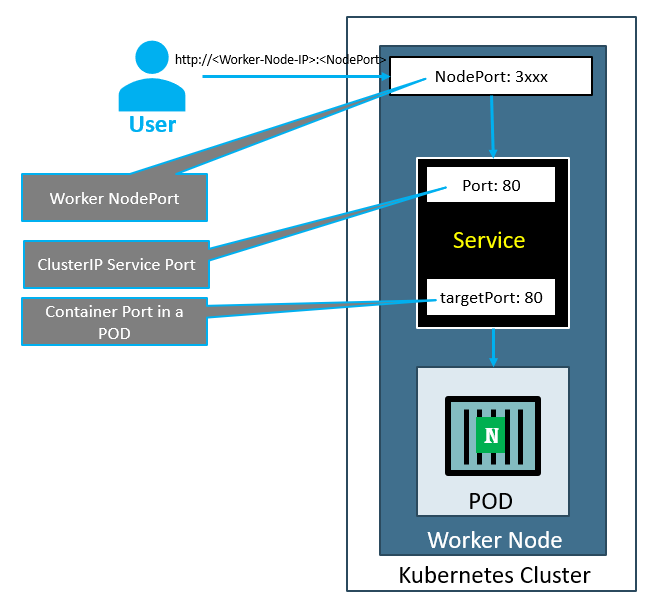 http://<Worker-Node-IP>:<NodePort>
NodePort: 3xxx
User
Worker NodePort
Port: 80
Service
ClusterIP Service Port
targetPort: 80
Container Port in a
POD
N
POD
Worker Node
Kubernetes Cluster